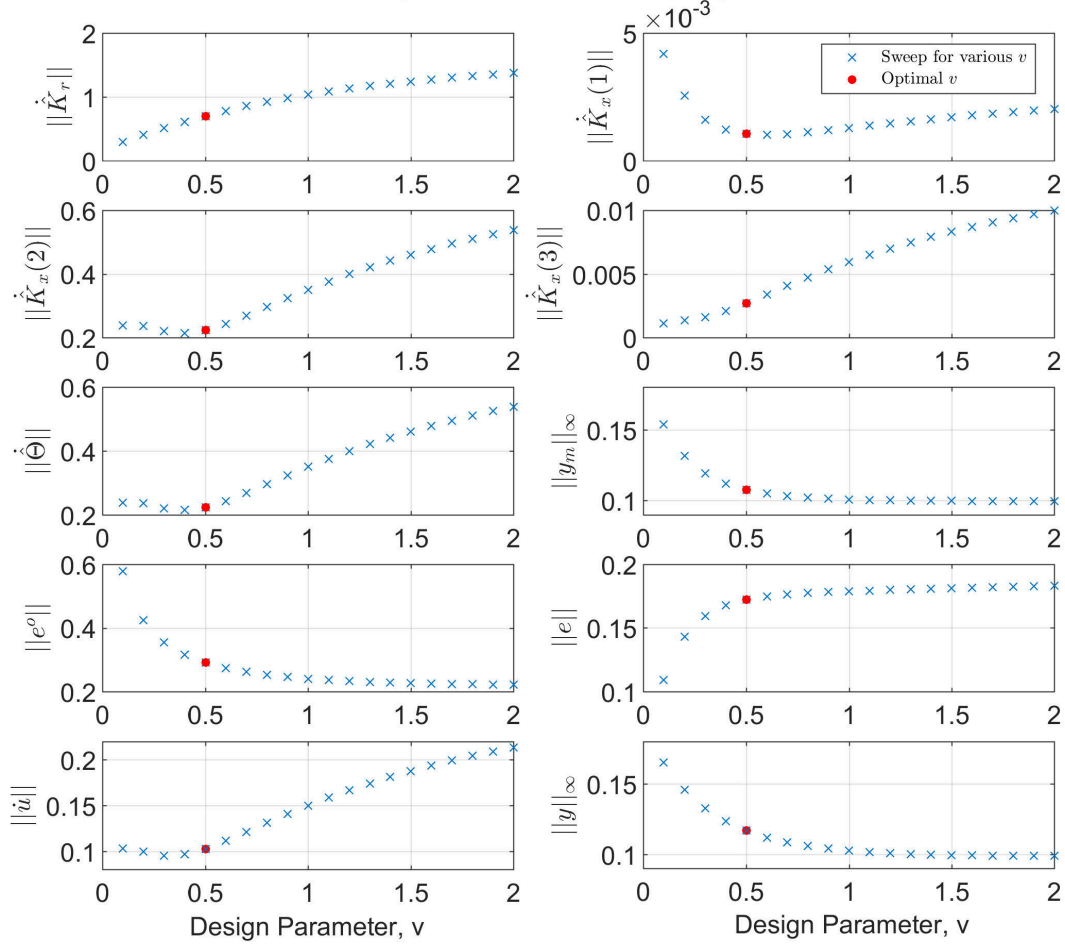 ||K̂̇_r||
2
1
0
0 0.5 1 1.5 2
×10^-3
||K̂̇_x(1)||
5
0
0 0.5 1 1.5 2
Sweep for various v
Optimal v
||K̂̇_x(2)||
0.6
0.4
0.2
0 0.5 1 1.5 2
||K̂̇_x(3)||
0.01
0.005
0
0 0.5 1 1.5 2
||Θ̂̇||
0.6
0.4
0.2
0 0.5 1 1.5 2
||y_m||_∞
0.15
0.1
0 0.5 1 1.5 2
||e^o||
0.6
0.4
0.2
0 0.5 1 1.5 2
||e||
0.2
0.15
0.1
0 0.5 1 1.5 2
||u̇||
0.2
0.15
0.1
0 0.5 1 1.5 2
Design Parameter, v
||y||_∞
0.15
0.1
0 0.5 1 1.5 2
Design Parameter, v